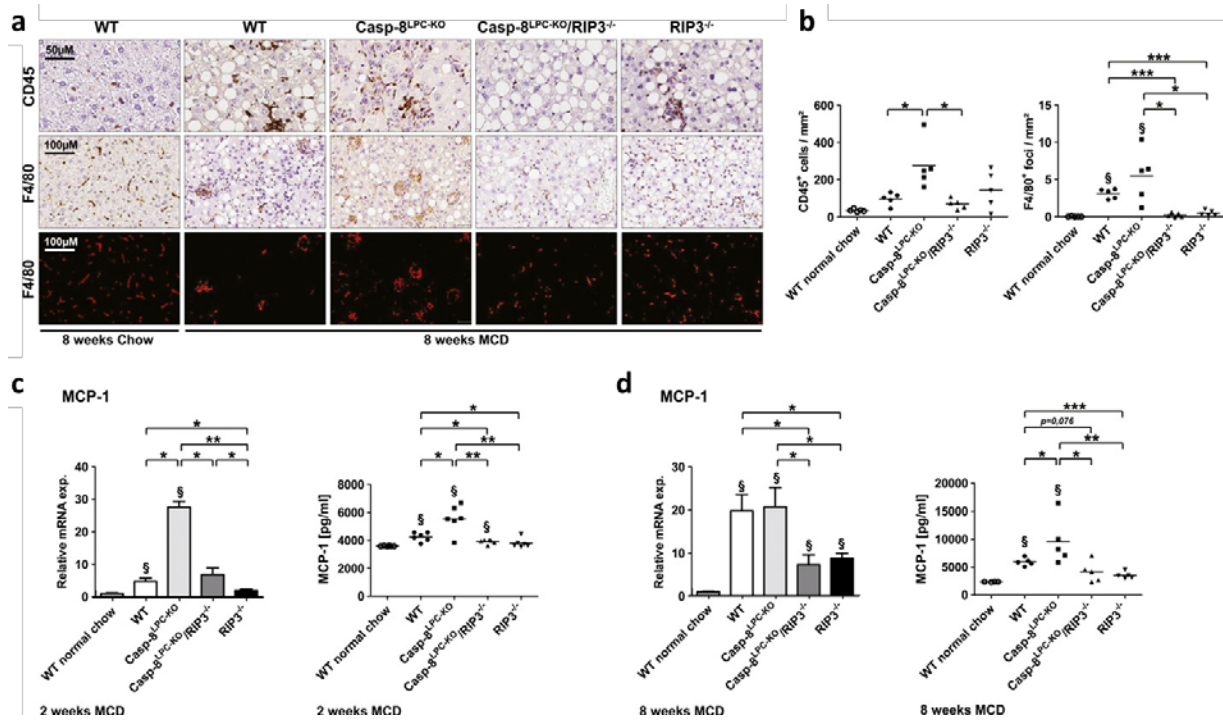 a
WT
WT
Casp-8LPC-KO
Casp-8LPC-KO/RIP3-/-
RIP3-/-
50µM
CD45
100µM
F4/80
100µM
F4/80
8 weeks Chow
8 weeks MCD
b
*
*
CD45+ cells / mm²
600
400
200
0
WT normal chow
WT
Casp-8LPC-KO
Casp-8LPC-KO/RIP3-/-
RIP3-/-
***
***
*
*
§
§
F4/80+ foci / mm²
15
10
5
0
WT normal chow
WT
Casp-8LPC-KO
Casp-8LPC-KO/RIP3-/-
RIP3-/-
c
MCP-1
*
**
* * *
§
§
§
Relative mRNA exp.
40
30
20
10
0
WT normal chow
WT
Casp-8LPC-KO
Casp-8LPC-KO/RIP3-/-
RIP3-/-
2 weeks MCD
*
*
**
* **
§
§
§
MCP-1 [pg/ml]
8000
6000
4000
2000
0
WT normal chow
WT
Casp-8LPC-KO
Casp-8LPC-KO/RIP3-/-
RIP3-/-
2 weeks MCD
d
MCP-1
*
*
*
*
§
§
§
§
Relative mRNA exp.
30
20
10
0
WT normal chow
WT
Casp-8LPC-KO
Casp-8LPC-KO/RIP3-/-
RIP3-/-
8 weeks MCD
***
p=0,076
**
* *
§
§
MCP-1 [pg/ml]
20000
15000
10000
5000
0
WT normal chow
WT
Casp-8LPC-KO
Casp-8LPC-KO/RIP3-/-
RIP3-/-
8 weeks MCD